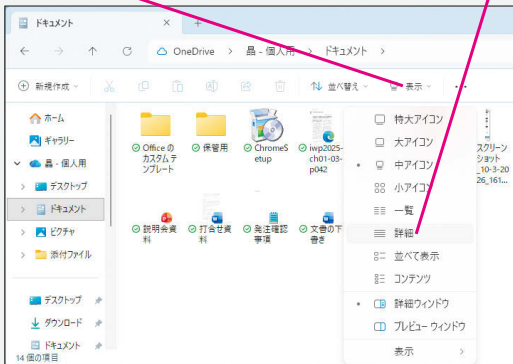 ドキュメント
OneDrive > 晶 - 個人用 > ドキュメント >
新規作成
並べ替え
表示
ホーム
ギャラリー
晶 - 個人用
デスクトップ
ドキュメント
ピクチャ
添付ファイル
デスクトップ
ダウンロード
ドキュメント
14 個の項目
Office の
カスタム テ
ンプレート
保管用
ChromeS
etup
iwp2025-
ch01-03-
p042
スクリーン
ショット
_10-3-20
26_161...
説明会資
料
打合せ資
料
発注確認
事項
文書の下
書き
特大アイコン
大アイコン
中アイコン
小アイコン
一覧
詳細
並べて表示
コンテンツ
詳細ウィンドウ
プレビュー ウィンドウ
表示